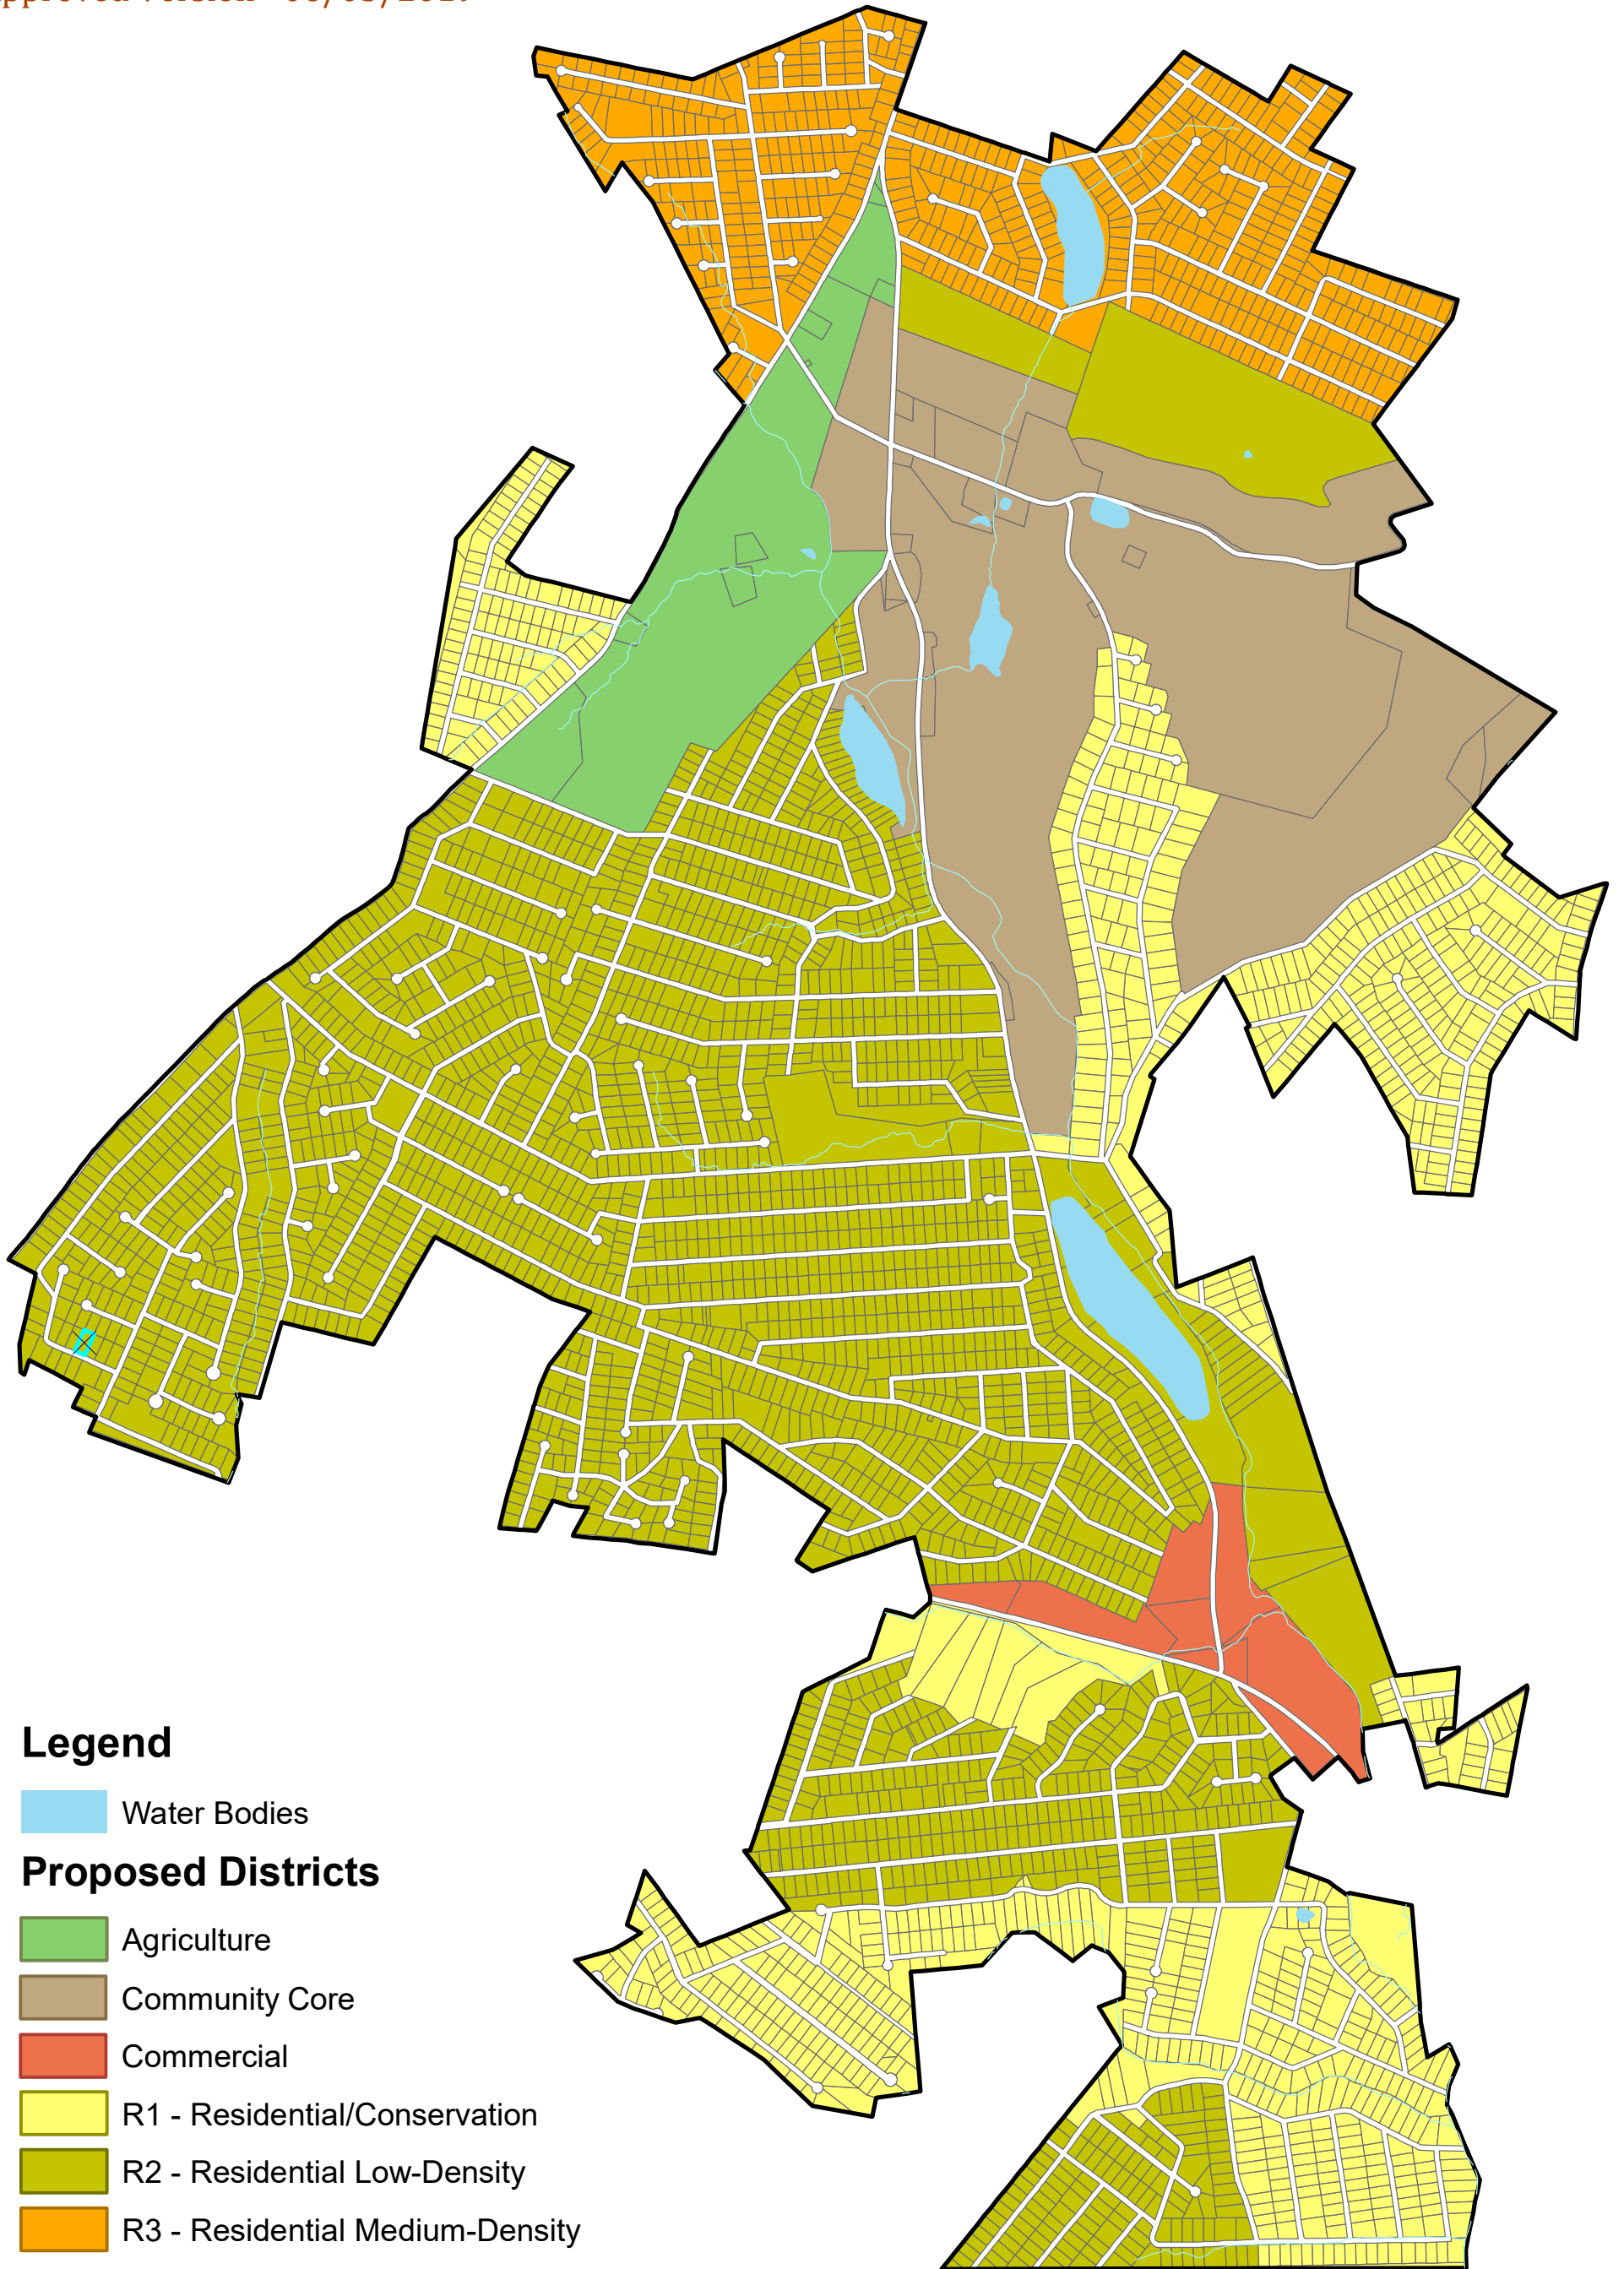 Legend
Water Bodies
Proposed Districts
Agriculture
Community Core
Commercial
R1 - Residential/Conservation
R2 - Residential Low-Density
R3 - Residential Medium-Density